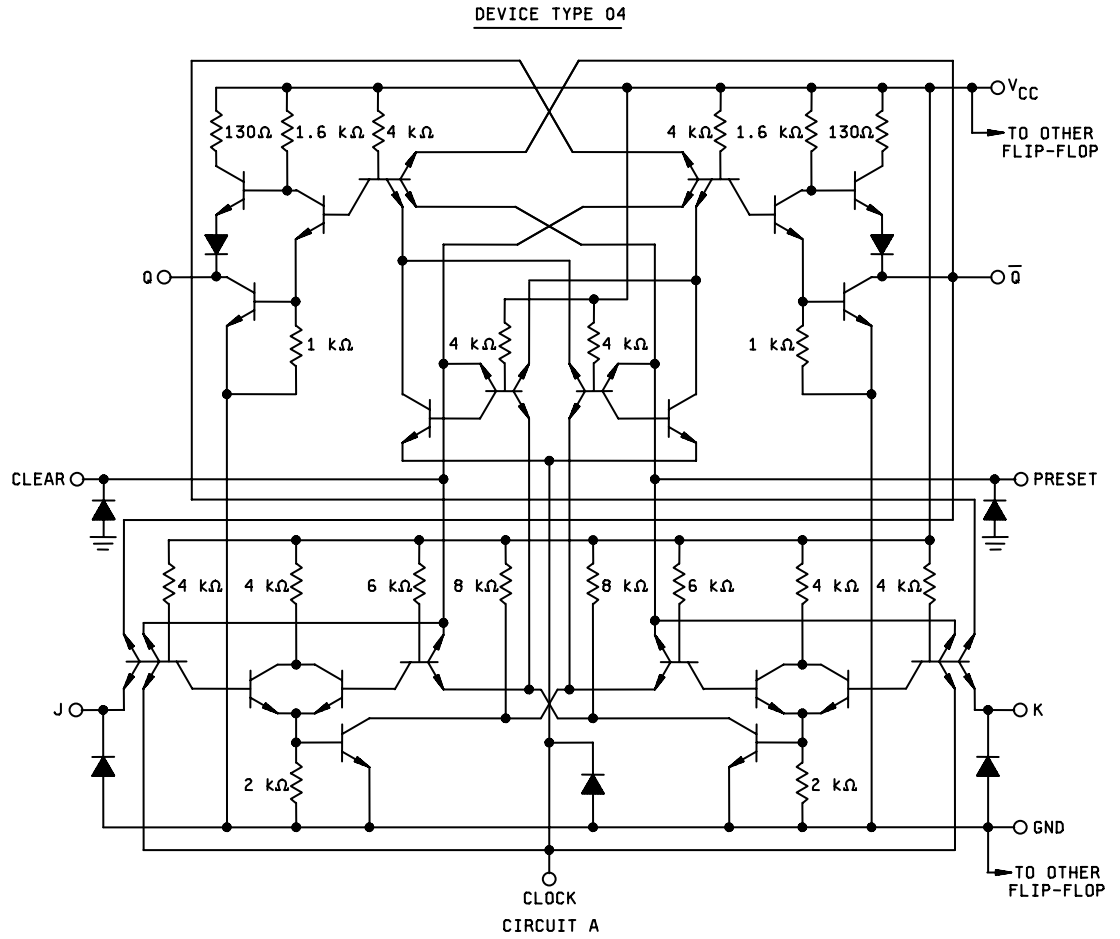 DEVICE TYPE 04
VCC
130Ω 1.6 kΩ 4 kΩ 4 kΩ 1.6 kΩ 130Ω
TO OTHER
FLIP-FLOP
Q Q̅
1 kΩ 4 kΩ 4 kΩ 1 kΩ
CLEAR PRESET
4 kΩ 4 kΩ 6 kΩ 8 kΩ 8 kΩ 6 kΩ 4 kΩ 4 kΩ
J K
2 kΩ 2 kΩ
GND
TO OTHER
FLIP-FLOP
CLOCK
CIRCUIT A